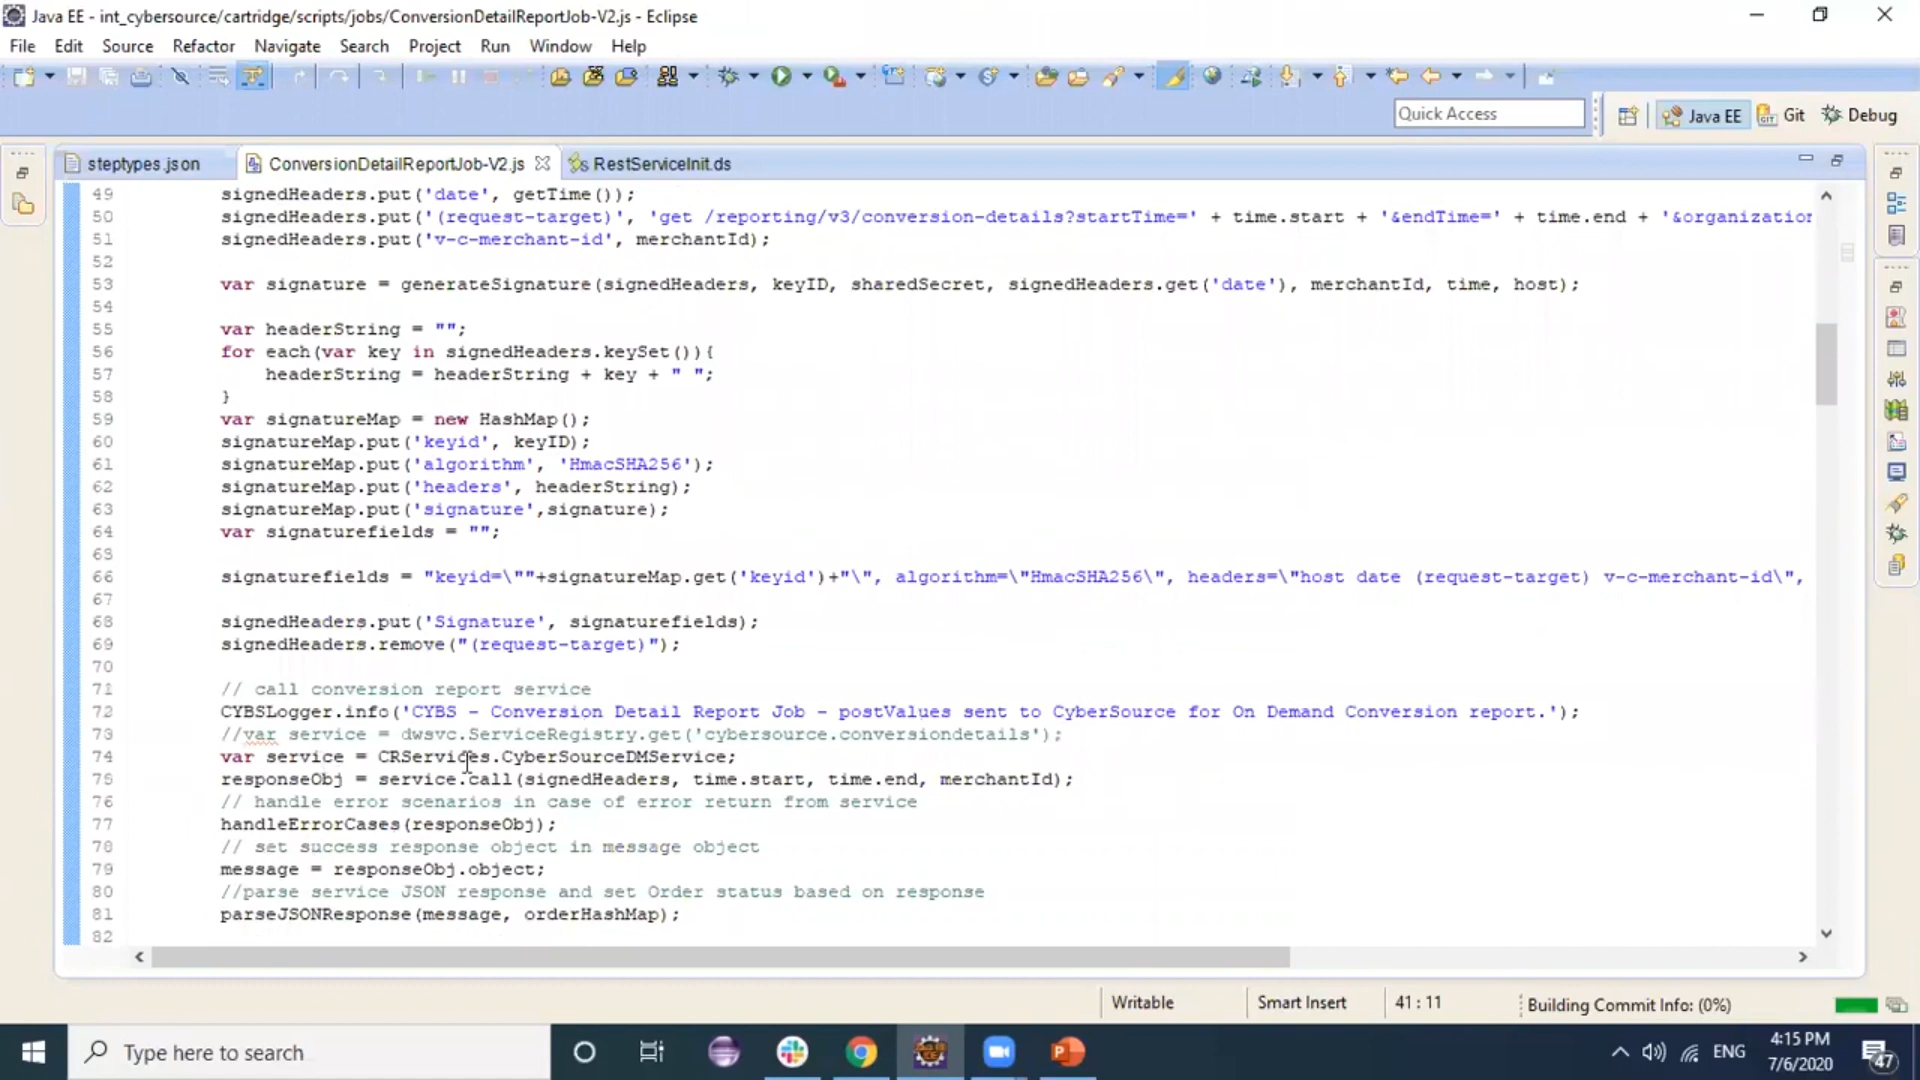 Java EE - int_cybersource/cartridge/scripts/jobs/ConversionDetailReportJob-V2.js - Eclipse
File Edit Source Refactor Navigate Search Project Run Window Help
Quick Access
Java EE Git Debug
steptypes.json ConversionDetailReportJob-V2.js RestServiceInit.ds
49 signedHeaders.put('date', getTime());
50 signedHeaders.put('(request-target)', 'get /reporting/v3/conversion-details?startTime=' + time.start + '&endTime=' + time.end + '&organization
51 signedHeaders.put('v-c-merchant-id', merchantId);
52
53 var signature = generateSignature(signedHeaders, keyID, sharedSecret, signedHeaders.get('date'), merchantId, time, host);
54
55 var headerString = "";
56 for each(var key in signedHeaders.keySet()){
57 headerString = headerString + key + " ";
58 }
59 var signatureMap = new HashMap();
60 signatureMap.put('keyid', keyID);
61 signatureMap.put('algorithm', 'HmacSHA256');
62 signatureMap.put('headers', headerString);
63 signatureMap.put('signature',signature);
64 var signaturefields = "";
65
66 signaturefields = "keyid=\""+signatureMap.get('keyid')+"\", algorithm=\"HmacSHA256\", headers=\"host date (request-target) v-c-merchant-id\",
67
68 signedHeaders.put('Signature', signaturefields);
69 signedHeaders.remove("(request-target)");
70
71 // call conversion report service
72 CYBSLogger.info('CYBS - Conversion Detail Report Job - postValues sent to CyberSource for On Demand Conversion report.');
73 //var service = dwsvc.ServiceRegistry.get('cybersource.conversiondetails');
74 var service = CRServices.CyberSourceDMService;
75 responseObj = service.call(signedHeaders, time.start, time.end, merchantId);
76 // handle error scenarios in case of error return from service
77 handleErrorCases(responseObj);
78 // set success response object in message object
79 message = responseObj.object;
80 //parse service JSON response and set Order status based on response
81 parseJSONResponse(message, orderHashMap);
82
Writable Smart Insert 41 : 11 Building Commit Info: (0%)
Type here to search
ENG
4:15 PM
7/6/2020
47